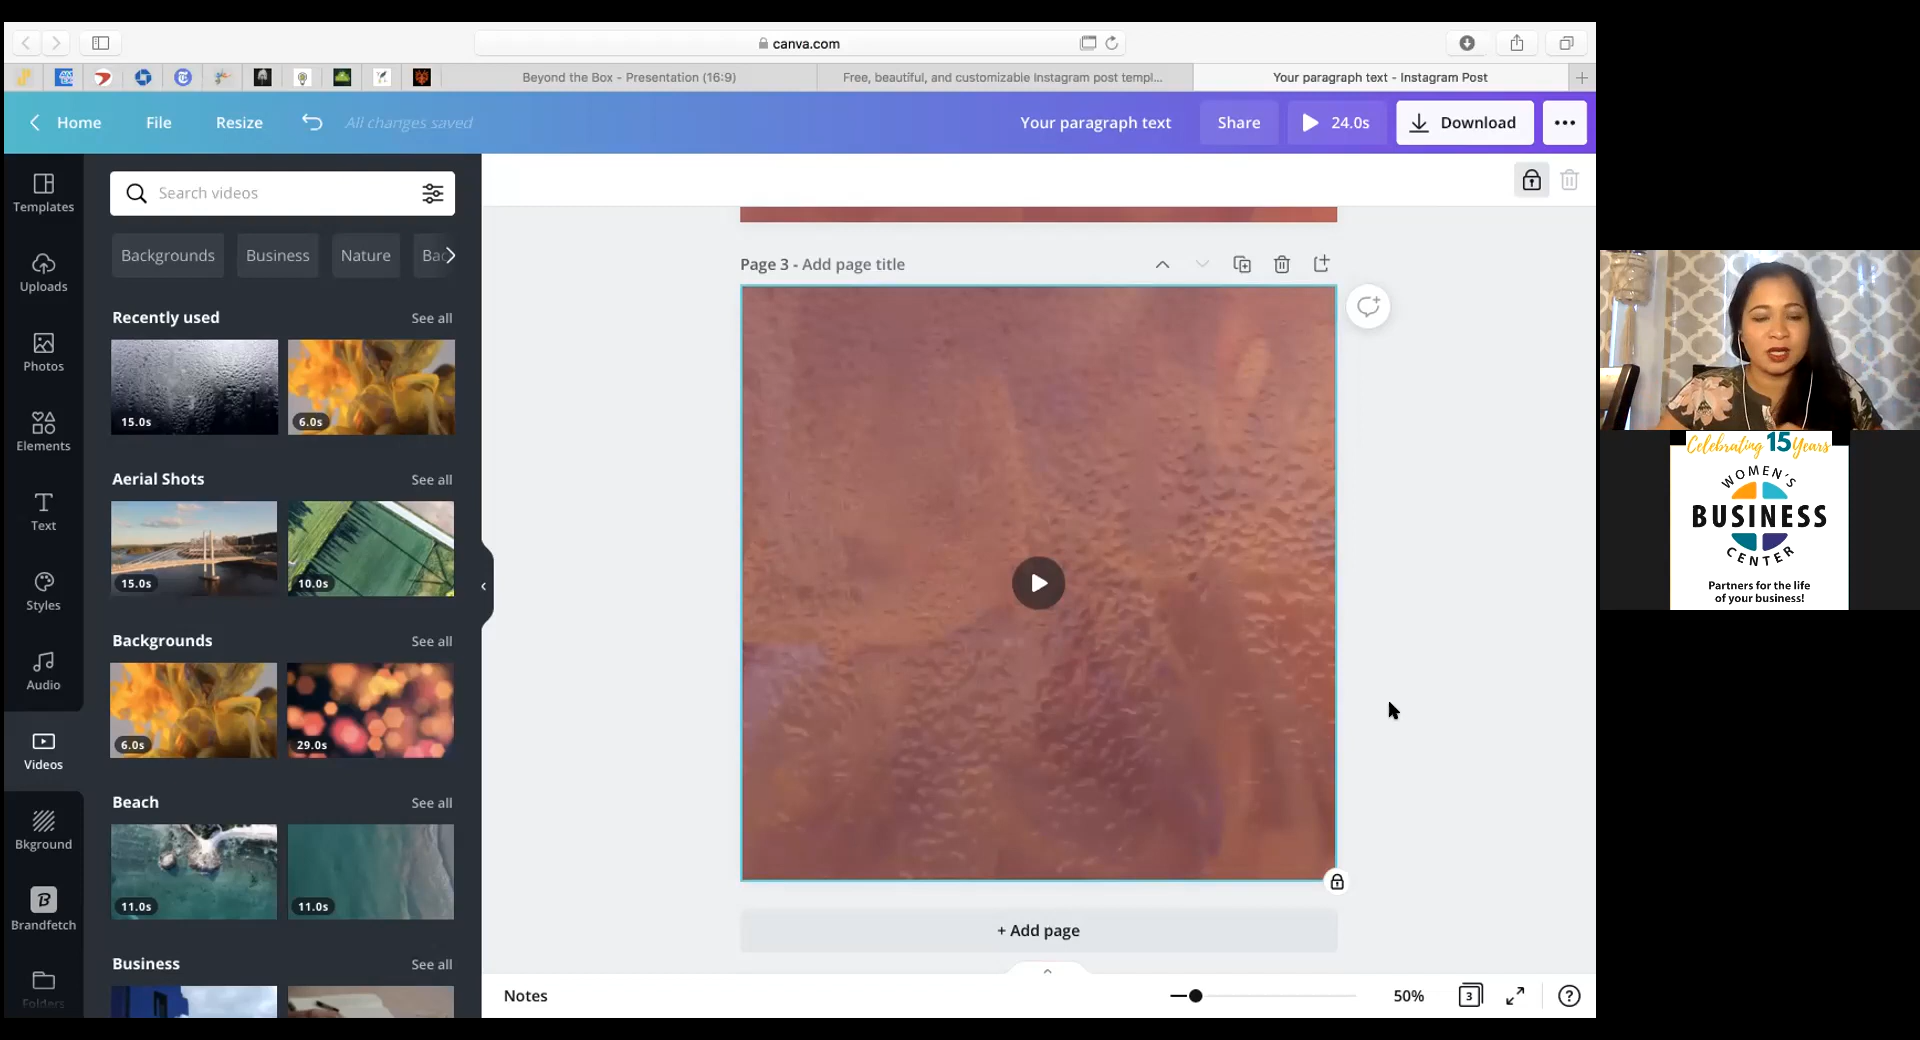 canva.com
Beyond the Box - Presentation (16:9)
Free, beautiful, and customizable Instagram post templ...
Your paragraph text - Instagram Post
Home
File
Resize
All changes saved
Your paragraph text
Share
24.0s
Download
Templates
Uploads
Photos
Elements
Text
Styles
Audio
Videos
Bkground
Brandfetch
Folders
Search videos
Backgrounds
Business
Nature
Bac
Recently used
See all
15.0s
6.0s
Aerial Shots
See all
15.0s
10.0s
Backgrounds
See all
6.0s
29.0s
Beach
See all
11.0s
11.0s
Business
See all
Page 3 - Add page title
+ Add page
Notes
50%
3
Celebrating 15 Years
WOMEN'S
BUSINESS
CENTER
Partners for the life
of your business!